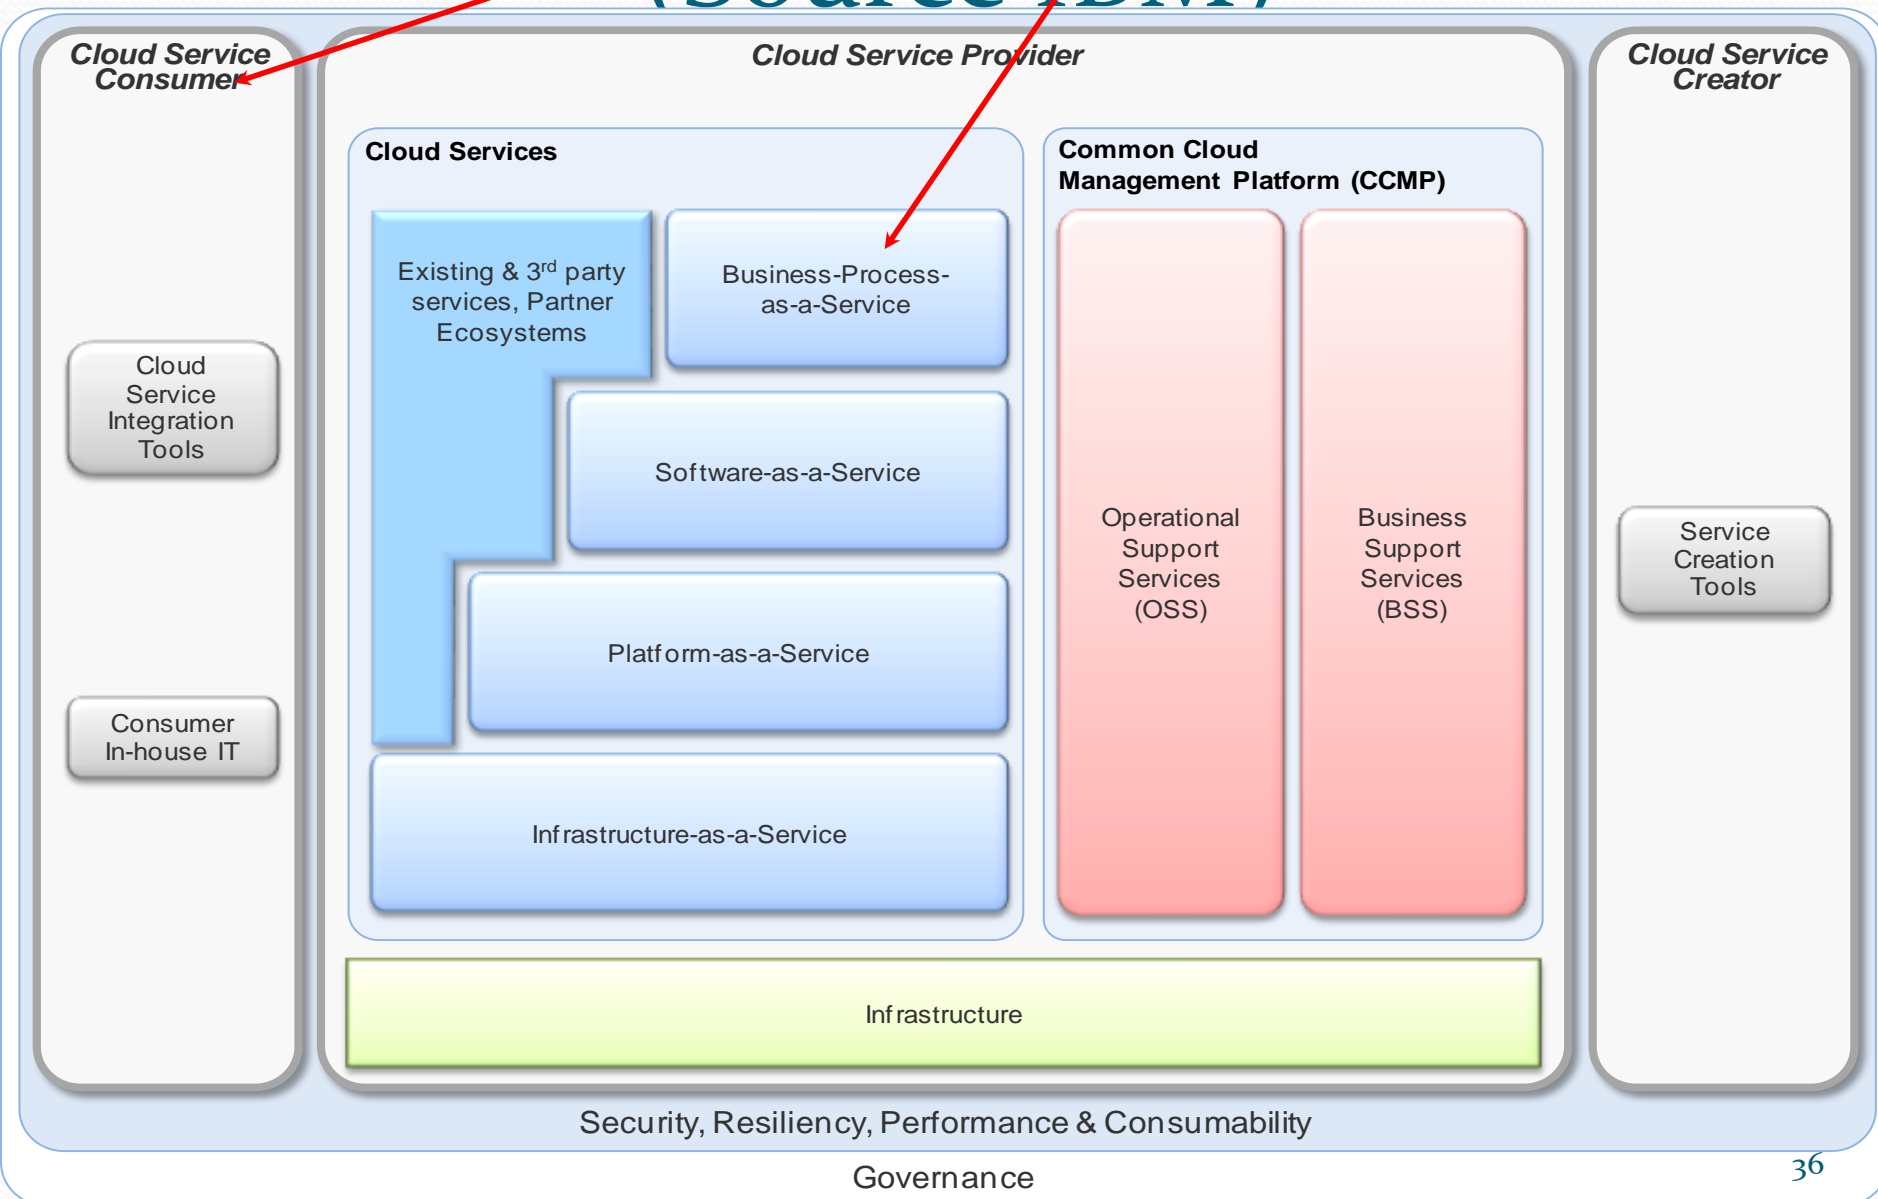 (Source IBM)
Cloud Service
Consumer
Cloud Service Provider
Cloud Service
Creator
Cloud Services
Common Cloud
Management Platform (CCMP)
Existing & 3rd party
services, Partner
Ecosystems
Business-Process-
as-a-Service
Cloud
Service
Integration
Tools
Software-as-a-Service
Operational
Support
Services
(OSS)
Business
Support
Services
(BSS)
Service
Creation
Tools
Platform-as-a-Service
Consumer
In-house IT
Infrastructure-as-a-Service
Infrastructure
Security, Resiliency, Performance & Consumability
Governance
36